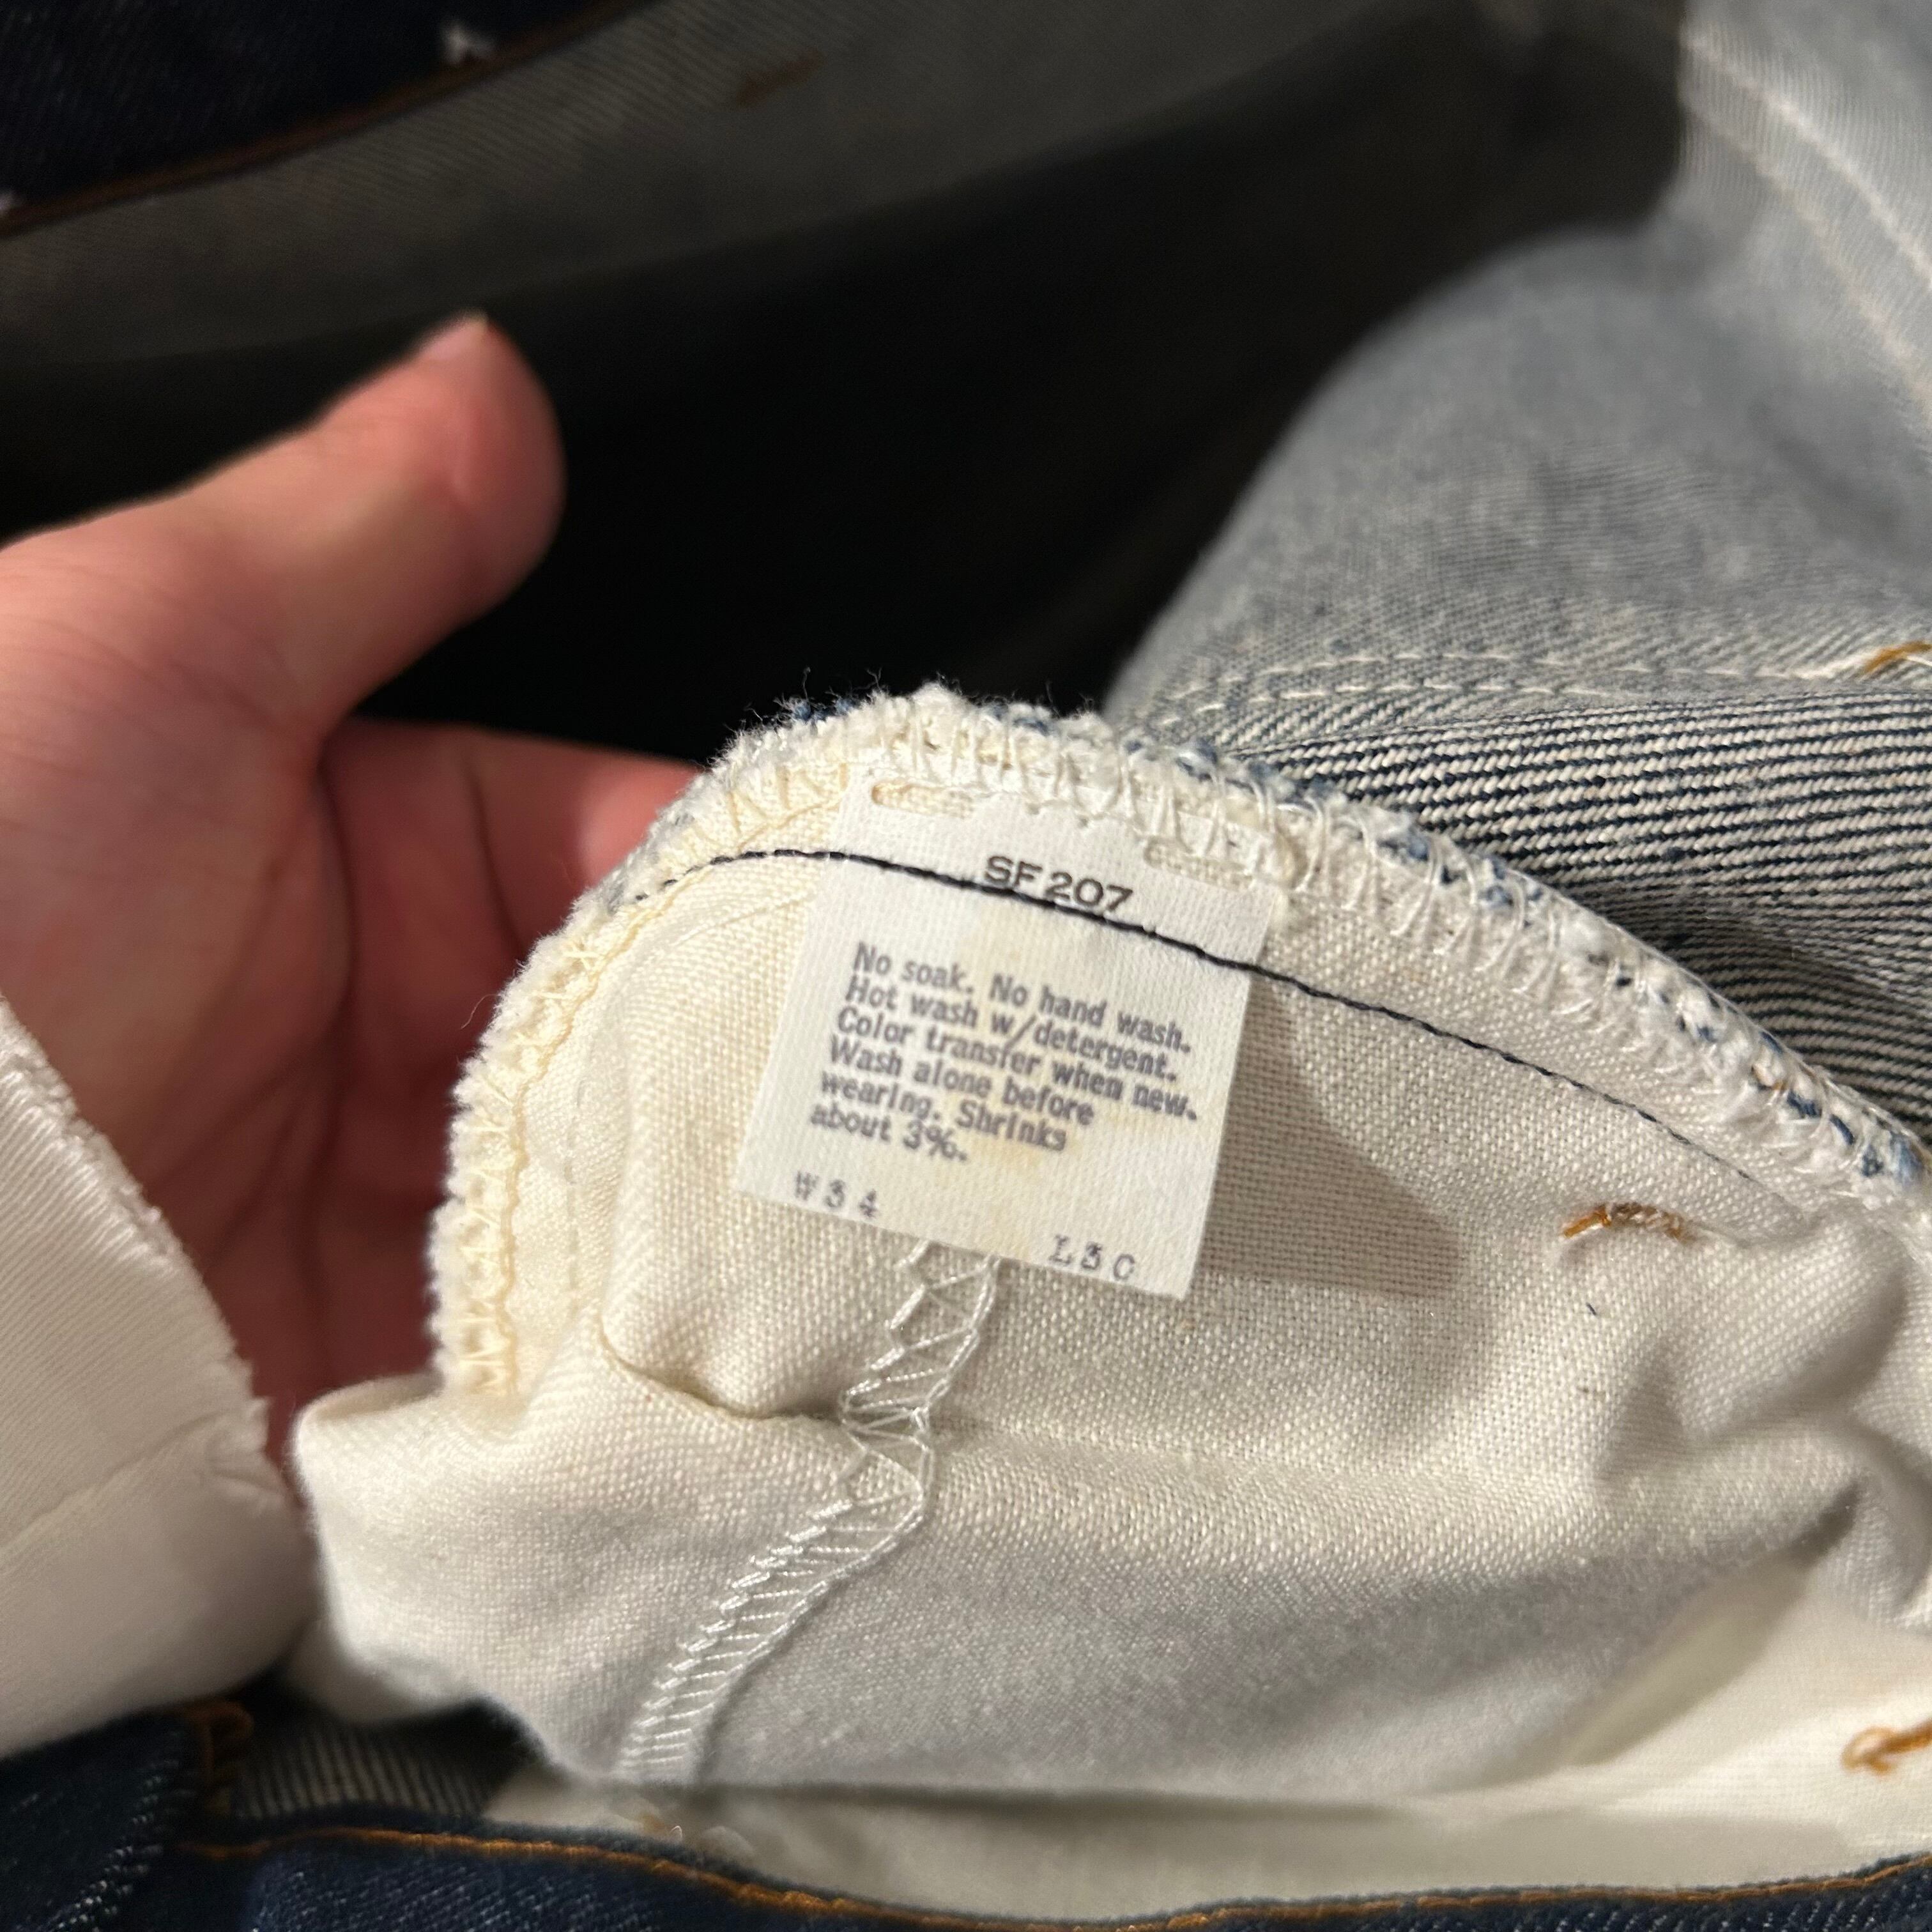 SF 207
No soak. No hand wash.
Hot wash w/detergent.
Color transfer when new.
Wash alone before
wearing. Shrinks
about 3%.
W34
L30